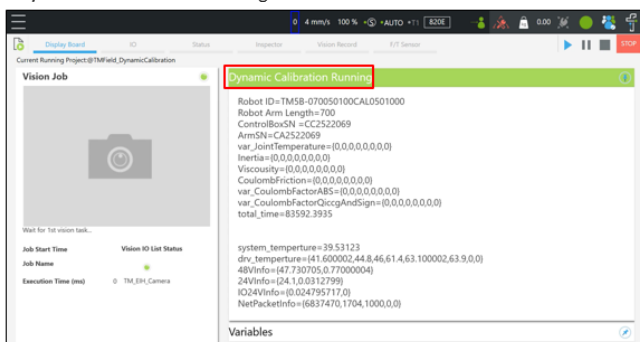 0 4 mm/s 100 % •Ⓢ •AUTO •T1 820E 0.00
Display Board IO Status Inspector Vision Record F/T Sensor STOP
Current Running Project:@TMField_DynamicCalibration
Vision Job
Dynamic Calibration Running
Robot ID=TM5B-070050100CAL0501000
Robot Arm Length=700
ControlBoxSN =CC2522069
ArmSN=CA2522069
var_JointTemperature={0,0,0,0,0,0,0,0}
Inertia={0,0,0,0,0,0,0,0}
Viscousity={0,0,0,0,0,0,0,0}
CoulombFriction={0,0,0,0,0,0,0,0}
var_CoulombFactorABS={0,0,0,0,0,0,0,0}
var_CoulombFactorQiccgAndSign={0,0,0,0,0,0,0,0}
total_time=83592.3935
Wait for 1st vision task...
Job Start Time Vision IO List Status
Job Name
Execution Time (ms) 0 TM_EIH_Camera
system_temperture=39.53123
drv_temperture={41.600002,44.8,46,61.4,63.100002,63.9,0,0}
48VInfo={47.730705,0.77000004}
24VInfo={24.1,0.0312799}
IO24VInfo={0.024795717,0}
NetPacketInfo={6837470,1704,1000,0,0}
Variables